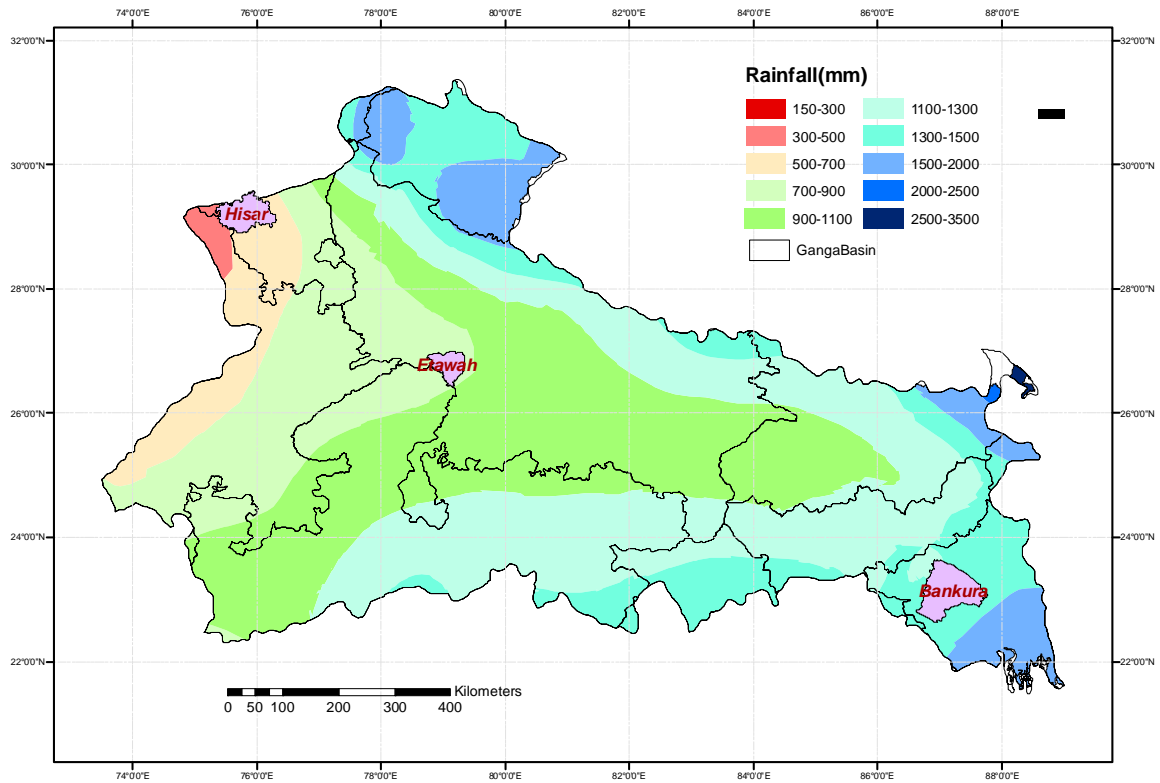 74°0'0"E 76°0'0"E 78°0'0"E 80°0'0"E 82°0'0"E 84°0'0"E 86°0'0"E 88°0'0"E
32°0'0"N 32°0'0"N
Rainfall(mm)
150-300 1100-1300
300-500 1300-1500
500-700 1500-2000
700-900 2000-2500
900-1100 2500-3500
GangaBasin
30°0'0"N 30°0'0"N
Hisar
28°0'0"N 28°0'0"N
Etawah
26°0'0"N 26°0'0"N
24°0'0"N 24°0'0"N
Bankura
22°0'0"N 22°0'0"N
Kilometers
0 50 100 200 300 400
74°0'0"E 76°0'0"E 78°0'0"E 80°0'0"E 82°0'0"E 84°0'0"E 86°0'0"E 88°0'0"E